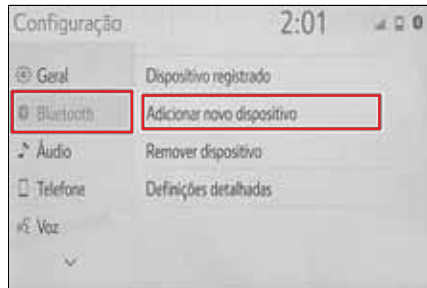 Configuração 2:01
Geral
Bluetooth
Áudio
Telefone
Voz
Dispositivo registrado
Adicionar novo dispositivo
Remover dispositivo
Definições detalhadas